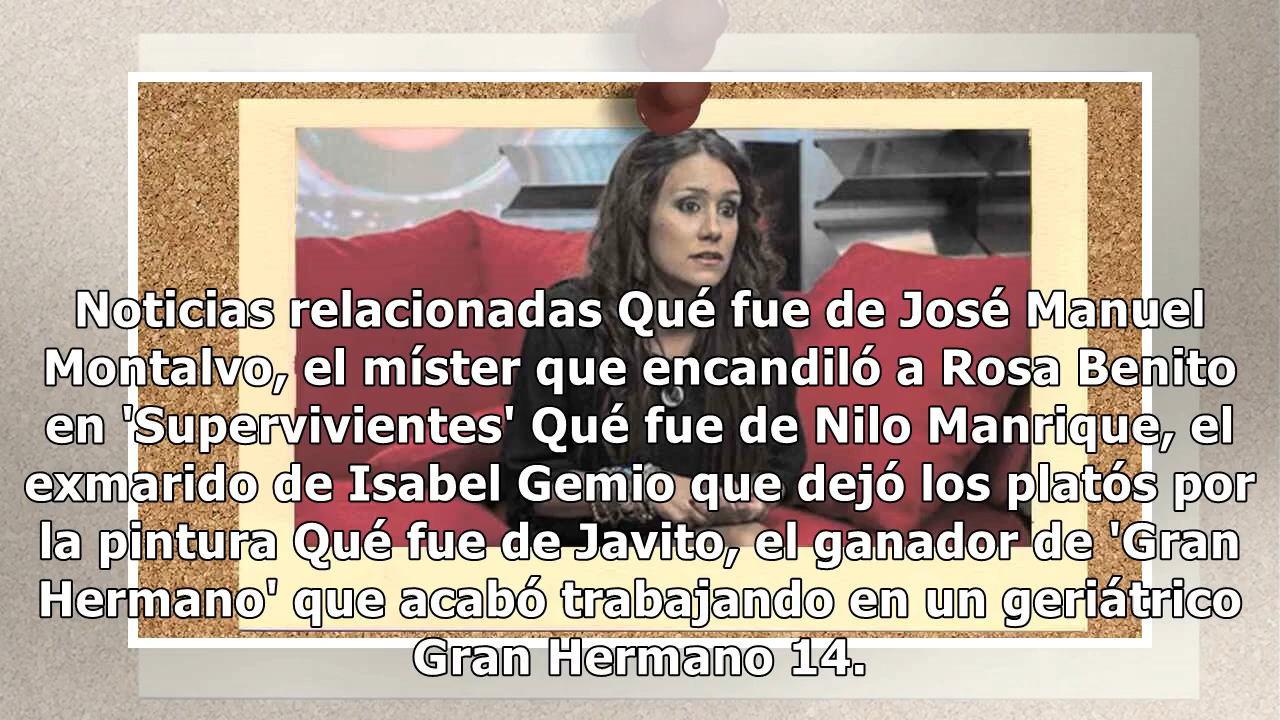 Noticias relacionadas Qué fue de José Manuel
Montalvo, el míster que encandiló a Rosa Benito
en 'Supervivientes' Qué fue de Nilo Manrique, el
exmarido de Isabel Gemio que dejó los platós por
la pintura Qué fue de Javito, el ganador de 'Gran
Hermano' que acabó trabajando en un geriátrico
Gran Hermano 14.